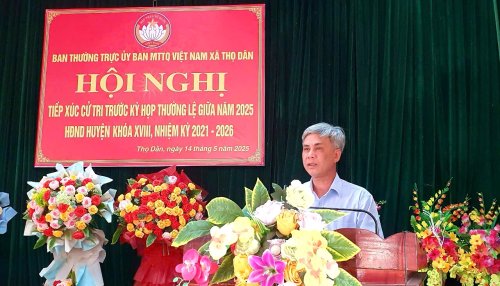 BAN THƯỜNG TRỰC ỦY BAN MTTQ VIỆT NAM XÃ THỌ DÂN
HỘI NGHỊ
TIẾP XÚC CỬ TRI TRƯỚC KỲ HỌP THƯỜNG LỆ GIỮA NĂM 2025
HĐND HUYỆN KHÓA XVIII, NHIỆM KỲ 2021 - 2026
Thọ Dân, ngày 14 tháng 5 năm 2025